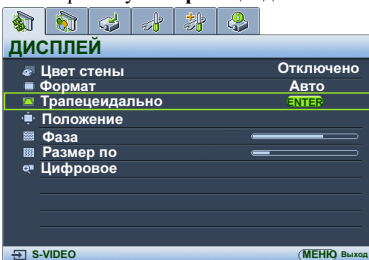 ДИСПЛЕЙ
Цвет стены Отключено
Формат Авто
Трапецеидально ENTER
Положение
Фаза
Размер по
Цифровое
S-VIDEO МЕНЮ Выход